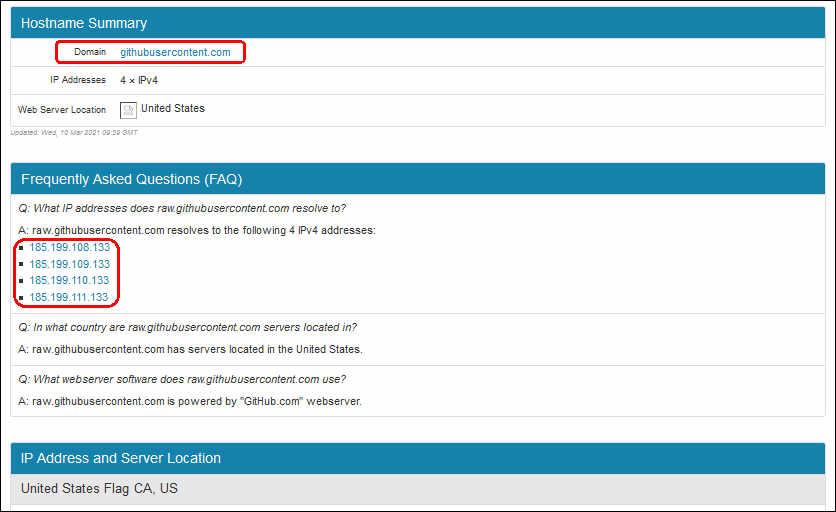 Hostname Summary
Domain githubusercontent.com
IP Addresses 4 × IPv4
Web Server Location United States
Updated: Wed, 10 Mar 2021 09:59 GMT
Frequently Asked Questions (FAQ)
Q: What IP addresses does raw.githubusercontent.com resolve to?
A: raw.githubusercontent.com resolves to the following 4 IPv4 addresses:
185.199.108.133
185.199.109.133
185.199.110.133
185.199.111.133
Q: In what country are raw.githubusercontent.com servers located in?
A: raw.githubusercontent.com has servers located in the United States.
Q: What webserver software does raw.githubusercontent.com use?
A: raw.githubusercontent.com is powered by "GitHub.com" webserver.
IP Address and Server Location
United States Flag CA, US